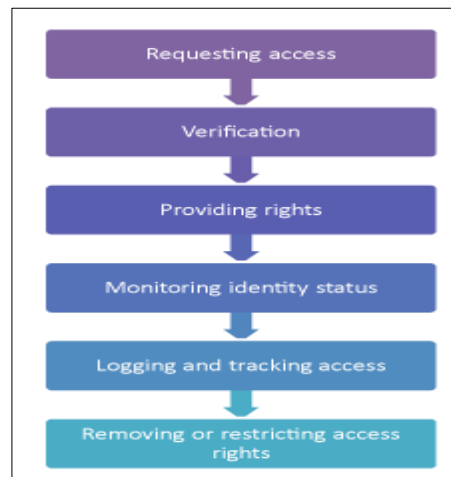 Requesting access
Verification
Providing rights
Monitoring identity status
Logging and tracking access
Removing or restricting access
rights